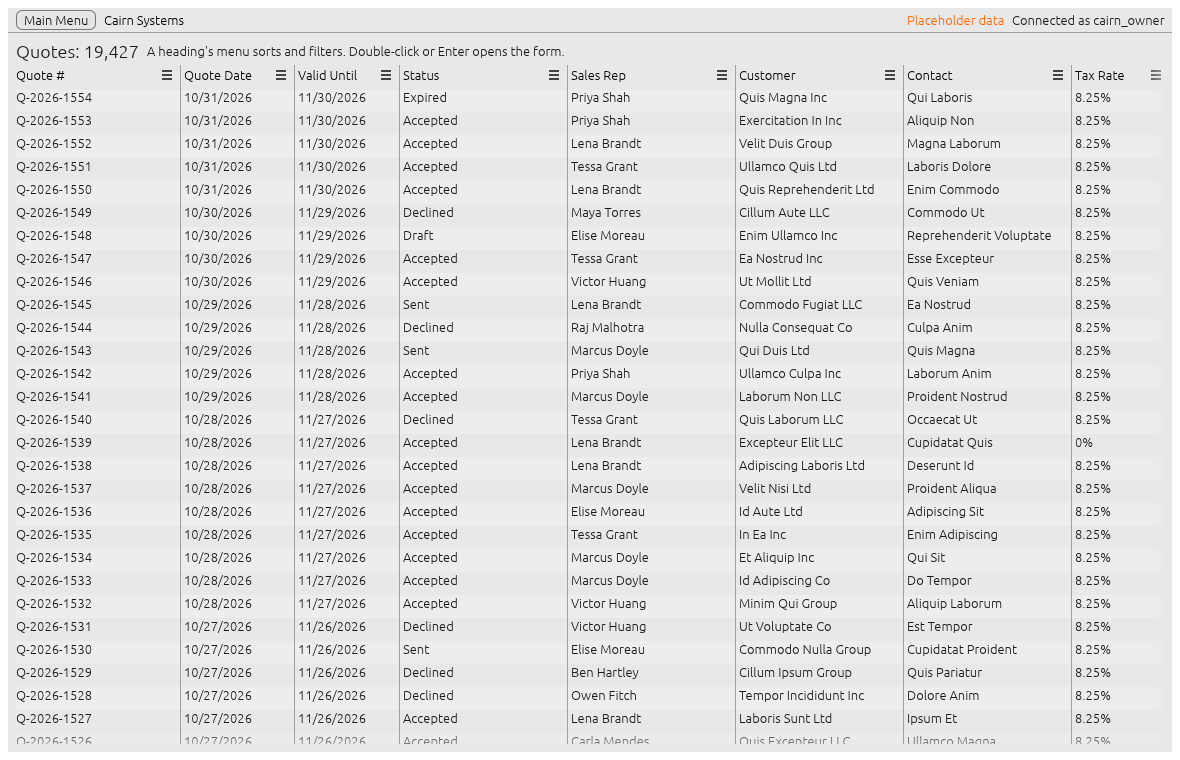 Main Menu Cairn Systems Placeholder data Connected as cairn_owner
Quotes: 19,427 A heading's menu sorts and filters. Double-click or Enter opens the form.
Quote # Quote Date Valid Until Status Sales Rep Customer Contact Tax Rate
Q-2026-1554 10/31/2026 11/30/2026 Expired Priya Shah Quis Magna Inc Qui Laboris 8.25%
Q-2026-1553 10/31/2026 11/30/2026 Accepted Priya Shah Exercitation In Inc Aliquip Non 8.25%
Q-2026-1552 10/31/2026 11/30/2026 Accepted Lena Brandt Velit Duis Group Magna Laborum 8.25%
Q-2026-1551 10/31/2026 11/30/2026 Accepted Tessa Grant Ullamco Quis Ltd Laboris Dolore 8.25%
Q-2026-1550 10/31/2026 11/30/2026 Accepted Lena Brandt Quis Reprehenderit Ltd Enim Commodo 8.25%
Q-2026-1549 10/30/2026 11/29/2026 Declined Maya Torres Cillum Aute LLC Commodo Ut 8.25%
Q-2026-1548 10/30/2026 11/29/2026 Draft Elise Moreau Enim Ullamco Inc Reprehenderit Voluptate 8.25%
Q-2026-1547 10/30/2026 11/29/2026 Accepted Tessa Grant Ea Nostrud Inc Esse Excepteur 8.25%
Q-2026-1546 10/30/2026 11/29/2026 Accepted Victor Huang Ut Mollit Ltd Quis Veniam 8.25%
Q-2026-1545 10/29/2026 11/28/2026 Sent Lena Brandt Commodo Fugiat LLC Ea Nostrud 8.25%
Q-2026-1544 10/29/2026 11/28/2026 Declined Raj Malhotra Nulla Consequat Co Culpa Anim 8.25%
Q-2026-1543 10/29/2026 11/28/2026 Sent Marcus Doyle Qui Duis Ltd Quis Magna 8.25%
Q-2026-1542 10/29/2026 11/28/2026 Accepted Priya Shah Ullamco Culpa Inc Laborum Anim 8.25%
Q-2026-1541 10/29/2026 11/28/2026 Accepted Marcus Doyle Laborum Non LLC Proident Nostrud 8.25%
Q-2026-1540 10/28/2026 11/27/2026 Declined Tessa Grant Quis Laborum LLC Occaecat Ut 8.25%
Q-2026-1539 10/28/2026 11/27/2026 Accepted Lena Brandt Excepteur Elit LLC Cupidatat Quis 0%
Q-2026-1538 10/28/2026 11/27/2026 Accepted Lena Brandt Adipiscing Laboris Ltd Deserunt Id 8.25%
Q-2026-1537 10/28/2026 11/27/2026 Accepted Marcus Doyle Velit Nisi Ltd Proident Aliqua 8.25%
Q-2026-1536 10/28/2026 11/27/2026 Accepted Elise Moreau Id Aute Ltd Adipiscing Sit 8.25%
Q-2026-1535 10/28/2026 11/27/2026 Accepted Tessa Grant In Ea Inc Enim Adipiscing 8.25%
Q-2026-1534 10/28/2026 11/27/2026 Accepted Marcus Doyle Et Aliquip Inc Qui Sit 8.25%
Q-2026-1533 10/28/2026 11/27/2026 Accepted Marcus Doyle Id Adipiscing Co Do Tempor 8.25%
Q-2026-1532 10/28/2026 11/27/2026 Accepted Victor Huang Minim Qui Group Aliquip Laborum 8.25%
Q-2026-1531 10/27/2026 11/26/2026 Declined Victor Huang Ut Voluptate Co Est Tempor 8.25%
Q-2026-1530 10/27/2026 11/26/2026 Sent Elise Moreau Commodo Nulla Group Cupidatat Proident 8.25%
Q-2026-1529 10/27/2026 11/26/2026 Declined Ben Hartley Cillum Ipsum Group Quis Pariatur 8.25%
Q-2026-1528 10/27/2026 11/26/2026 Declined Owen Fitch Tempor Incididunt Inc Dolore Anim 8.25%
Q-2026-1527 10/27/2026 11/26/2026 Accepted Lena Brandt Laboris Sunt Ltd Ipsum Et 8.25%
Q-2026-1526 10/27/2026 11/26/2026 Accepted Carla Mendes Quis Excepteur LLC Ullamco Magna 8.25%